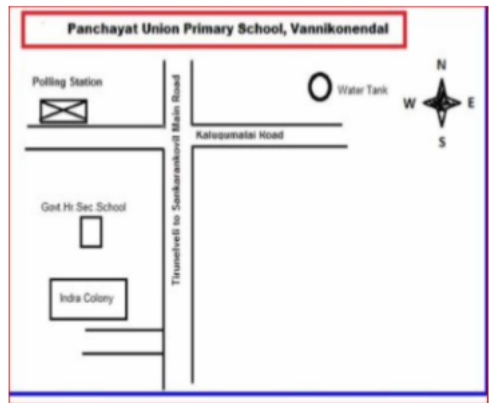 Panchayat Union Primary School, Vannikonendal
Polling Station
Water Tank
N
W
E
S
Kalugumalai Road
Tirunelveli to Sankarankovil Main Road
Govt.Hr.Sec.School
Indra Colony